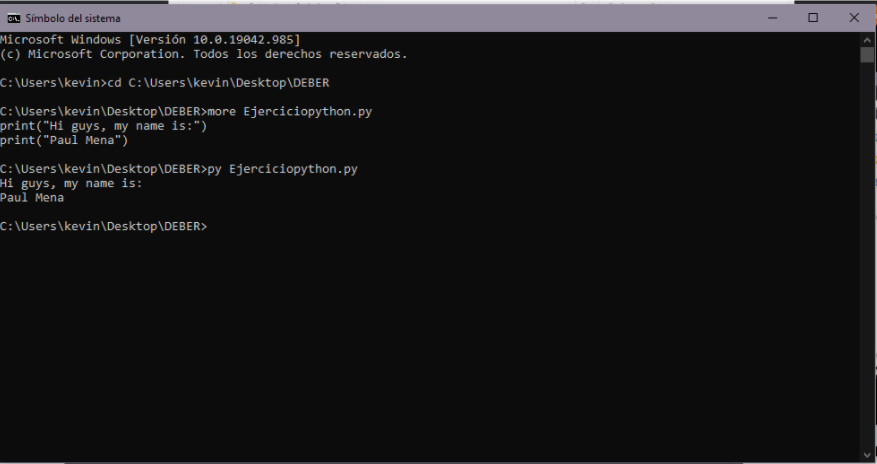 Símbolo del sistema
Microsoft Windows [Versión 10.0.19042.985]
(c) Microsoft Corporation. Todos los derechos reservados.
C:\Users\kevin>cd C:\Users\kevin\Desktop\DEBER
C:\Users\kevin\Desktop\DEBER>more Ejerciciopython.py
print("Hi guys, my name is:")
print("Paul Mena")
C:\Users\kevin\Desktop\DEBER>py Ejerciciopython.py
Hi guys, my name is:
Paul Mena
C:\Users\kevin\Desktop\DEBER>